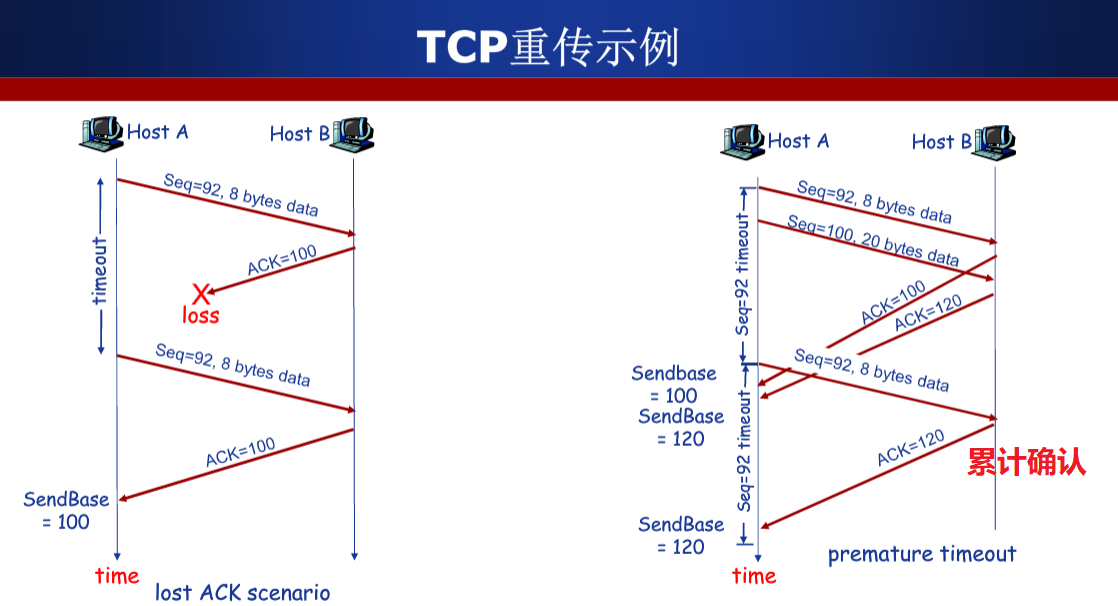 TCP重传示例
Host A
Host B
Seq=92, 8 bytes data
ACK=100
timeout
X
loss
Seq=92, 8 bytes data
ACK=100
SendBase
= 100
time
lost ACK scenario
Host A
Host B
Seq=92, 8 bytes data
Seq=100, 20 bytes data
Seq=92 timeout
ACK=100
ACK=120
Seq=92, 8 bytes data
Sendbase
= 100
SendBase
= 120
Seq=92 timeout
ACK=120
累计确认
SendBase
= 120
premature timeout
time